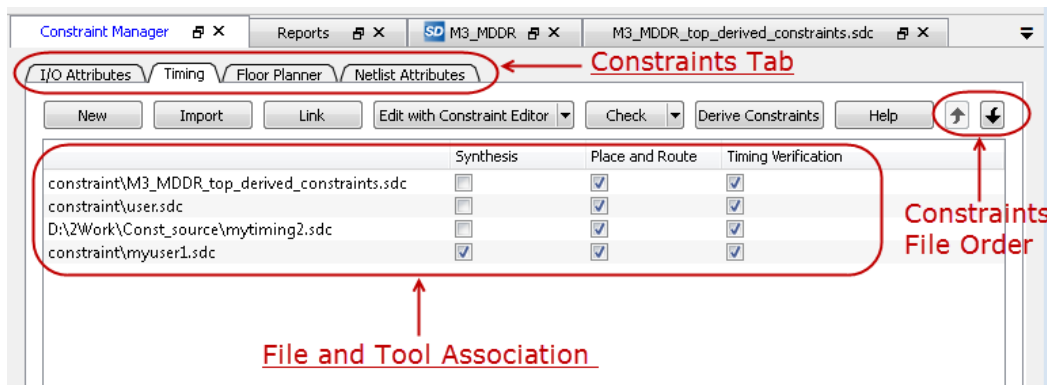 Constraint Manager Reports SD M3_MDDR M3_MDDR_top_derived_constraints.sdc
I/O Attributes Timing Floor Planner Netlist Attributes Constraints Tab
New Import Link Edit with Constraint Editor Check Derive Constraints Help
Synthesis Place and Route Timing Verification
constraint\M3_MDDR_top_derived_constraints.sdc
constraint\user.sdc
D:\2Work\Const_source\mytiming2.sdc
constraint\myuser1.sdc
Constraints
File Order
File and Tool Association